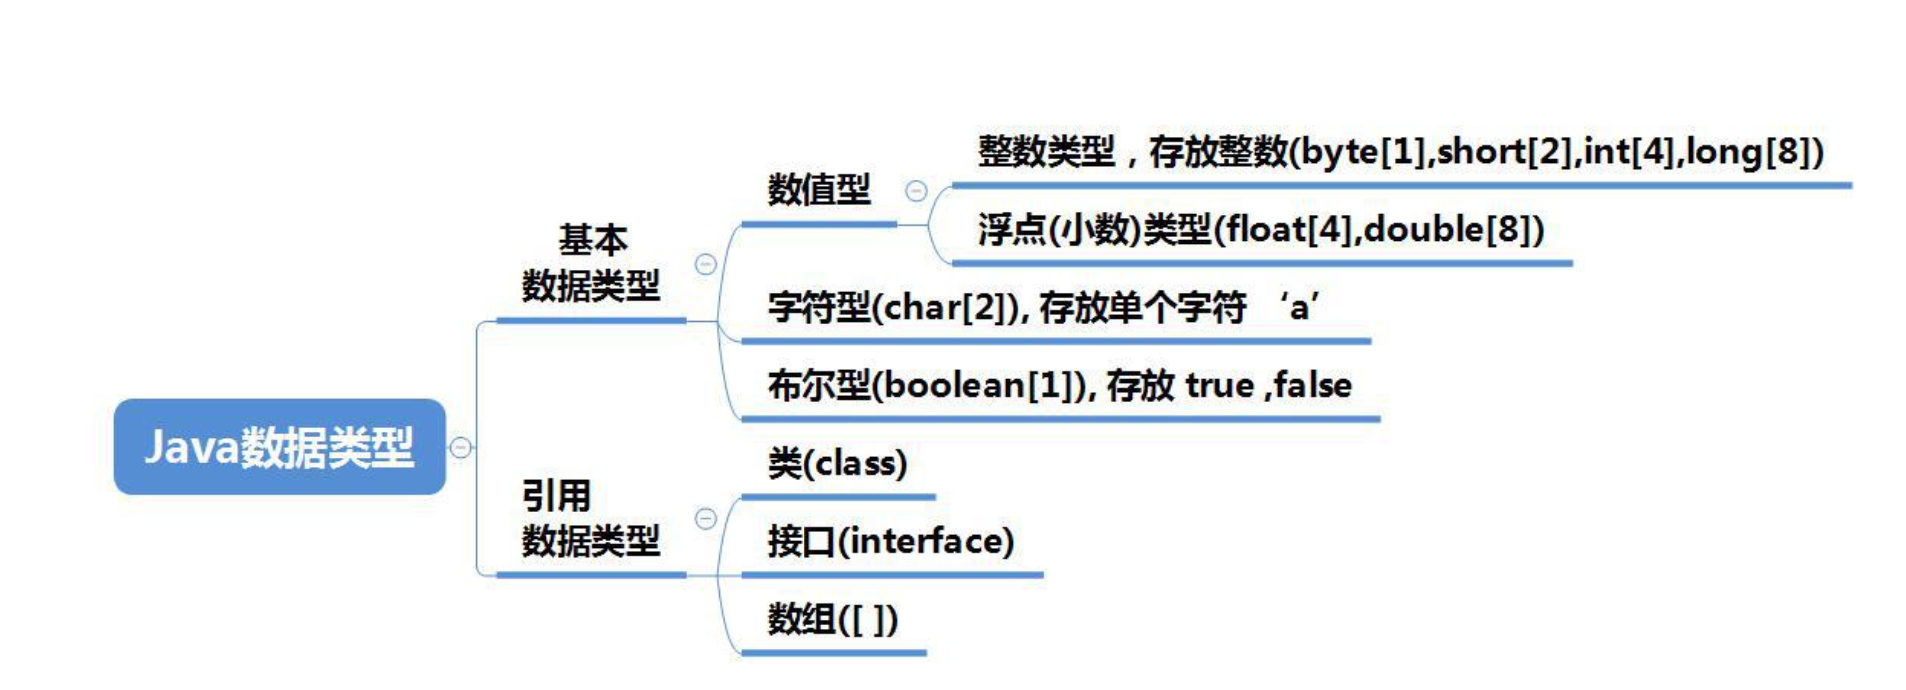 整数类型，存放整数(byte[1],short[2],int[4],long[8])
数值型
浮点(小数)类型(float[4],double[8])
基本
数据类型
字符型(char[2]), 存放单个字符 ‘a’
布尔型(boolean[1]), 存放 true ,false
Java数据类型
类(class)
引用
数据类型
接口(interface)
数组([ ])